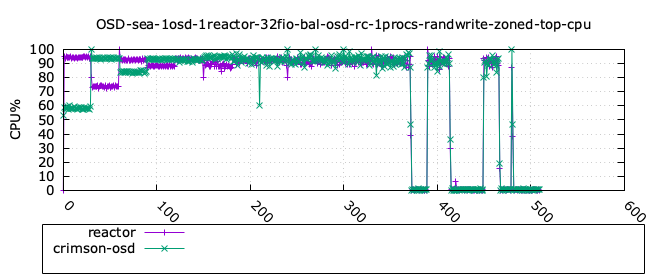 OSD-sea-1osd-1reactor-32fio-bal-osd-rc-1procs-randwrite-zoned-top-cpu
100
90
80
70
60
50
40
30
20
10
0
CPU%
0 100 200 300 400 500 600
reactor
crimson-osd